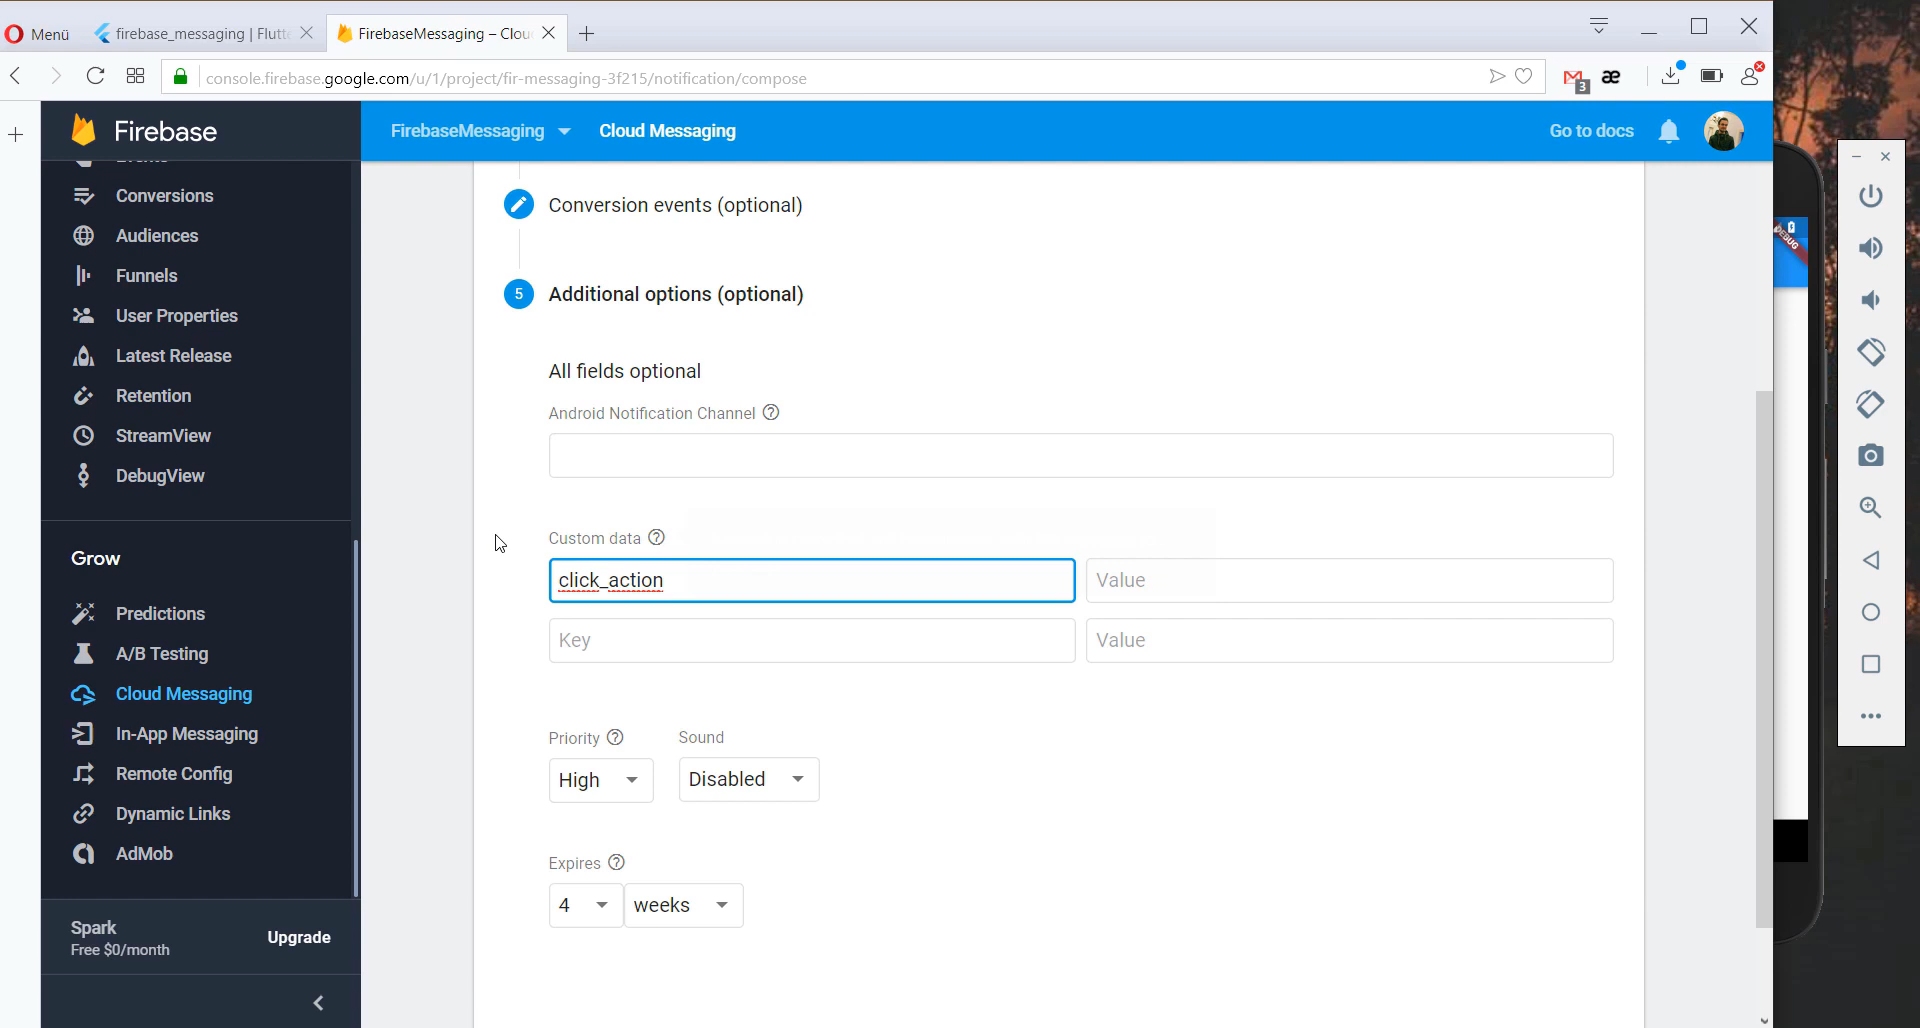 Menü
firebase_messaging | Flutte
FirebaseMessaging – Clou
console.firebase.google.com/u/1/project/fir-messaging-3f215/notification/compose
3
æ
Firebase
FirebaseMessaging
Cloud Messaging
Go to docs
Events
Conversions
Audiences
Funnels
User Properties
Latest Release
Retention
StreamView
DebugView
Grow
Predictions
A/B Testing
Cloud Messaging
In-App Messaging
Remote Config
Dynamic Links
AdMob
Spark
Free $0/month
Upgrade
Conversion events (optional)
5
Additional options (optional)
All fields optional
Android Notification Channel
Custom data
click_action
Value
Key
Value
Priority
Sound
High
Disabled
Expires
4
weeks
DEBUG